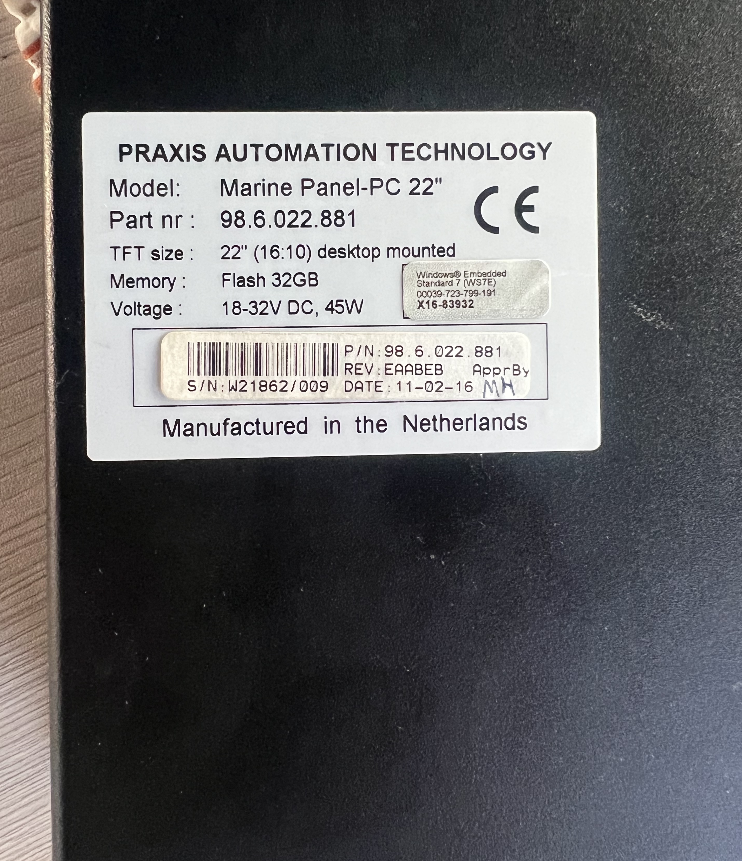 PRAXIS AUTOMATION TECHNOLOGY
Model: Marine Panel-PC 22"
CE
Part nr : 98.6.022.881
TFT size : 22" (16:10) desktop mounted
Memory : Flash 32GB
Voltage : 18-32V DC, 45W
Windows® Embedded
Standard 7 (WS7E)
00039-723-799-191
X16-83932
P/N:98.6.022.881
REV:EAABEB ApprBy
S/N:W21862/009 DATE:11-02-16 MH
Manufactured in the Netherlands